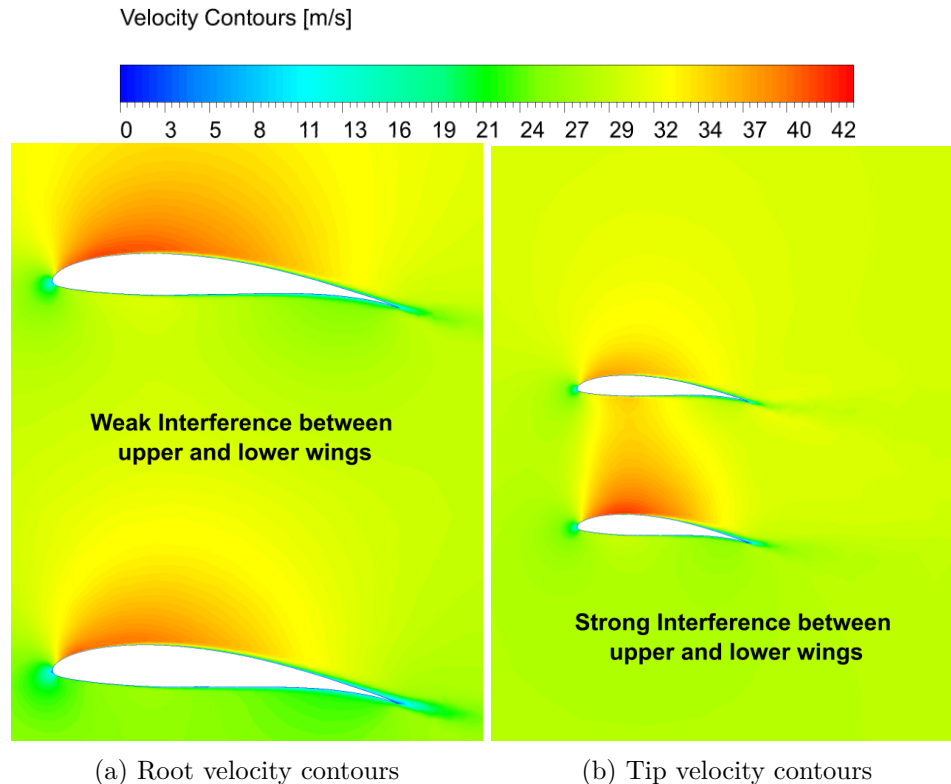 Velocity Contours [m/s]
0 3 5 8 11 13 16 19 21 24 27 29 32 34 37 40 42
Weak Interference between
upper and lower wings
Strong Interference between
upper and lower wings
(a) Root velocity contours
(b) Tip velocity contours